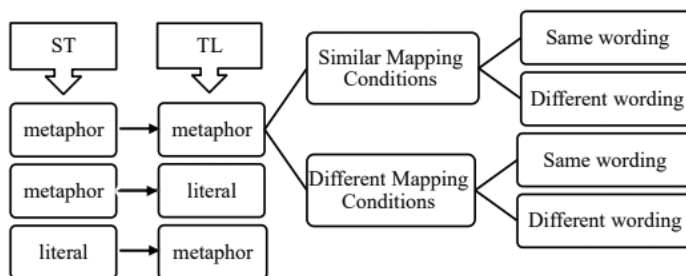 ST
TL
metaphor
metaphor
metaphor
literal
literal
metaphor
Similar Mapping
Conditions
Different Mapping
Conditions
Same wording
Different wording
Same wording
Different wording